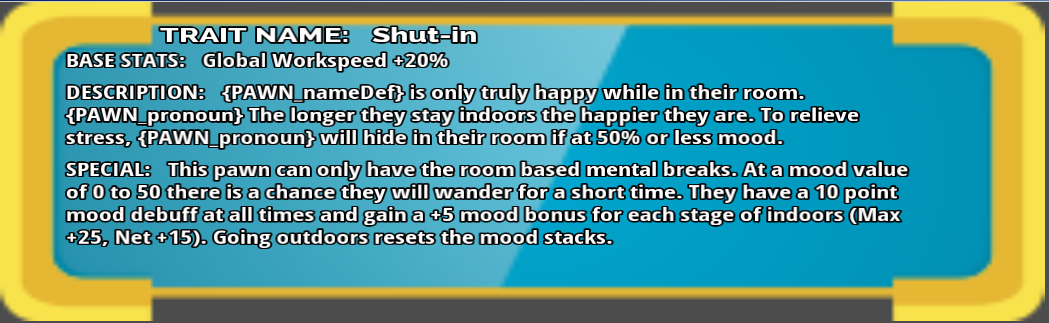 TRAIT NAME: Shut-in
BASE STATS: Global Workspeed +20%
DESCRIPTION: {PAWN_nameDef} is only truly happy while in their room.
{PAWN_pronoun} The longer they stay indoors the happier they are. To relieve
stress, {PAWN_pronoun} will hide in their room if at 50% or less mood.
SPECIAL: This pawn can only have the room based mental breaks. At a mood value
of 0 to 50 there is a chance they will wander for a short time. They have a 10 point
mood debuff at all times and gain a +5 mood bonus for each stage of indoors (Max
+25, Net +15). Going outdoors resets the mood stacks.